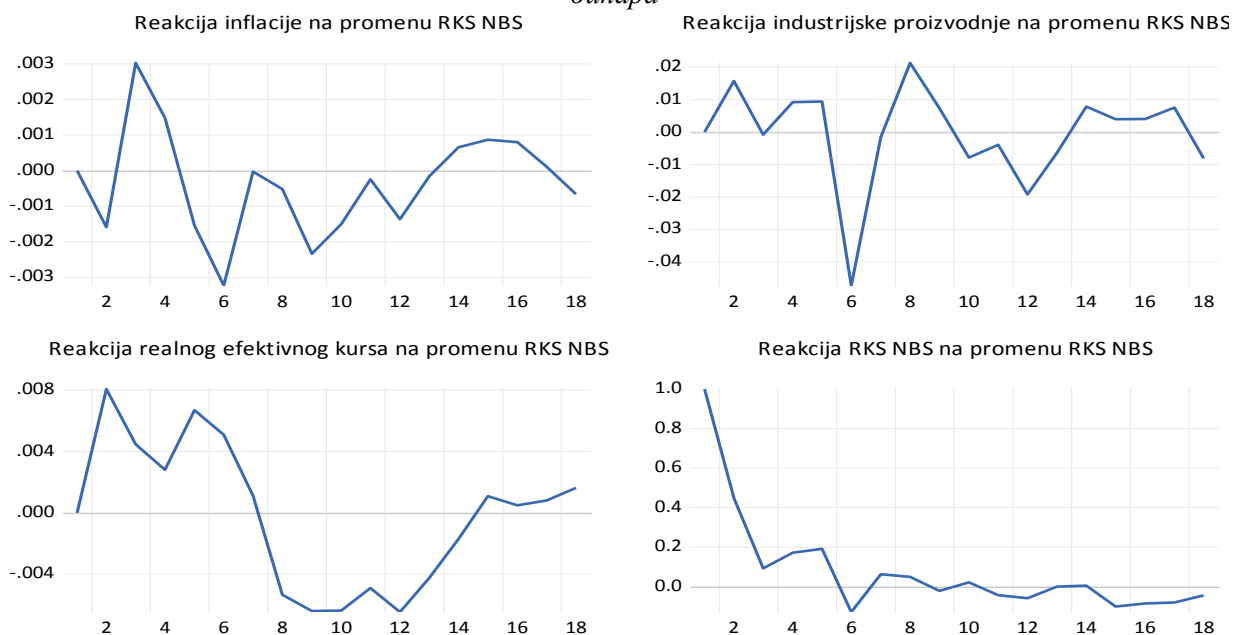 динара
Reakcija inflacije na promenu RKS NBS
.003
.002
.001
.000
-.001
-.002
-.003
2 4 6 8 10 12 14 16 18
Reakcija industrijske proizvodnje na promenu RKS NBS
.02
.01
.00
-.01
-.02
-.03
-.04
2 4 6 8 10 12 14 16 18
Reakcija realnog efektivnog kursa na promenu RKS NBS
.008
.004
.000
-.004
2 4 6 8 10 12 14 16 18
Reakcija RKS NBS na promenu RKS NBS
1.0
0.8
0.6
0.4
0.2
0.0
2 4 6 8 10 12 14 16 18